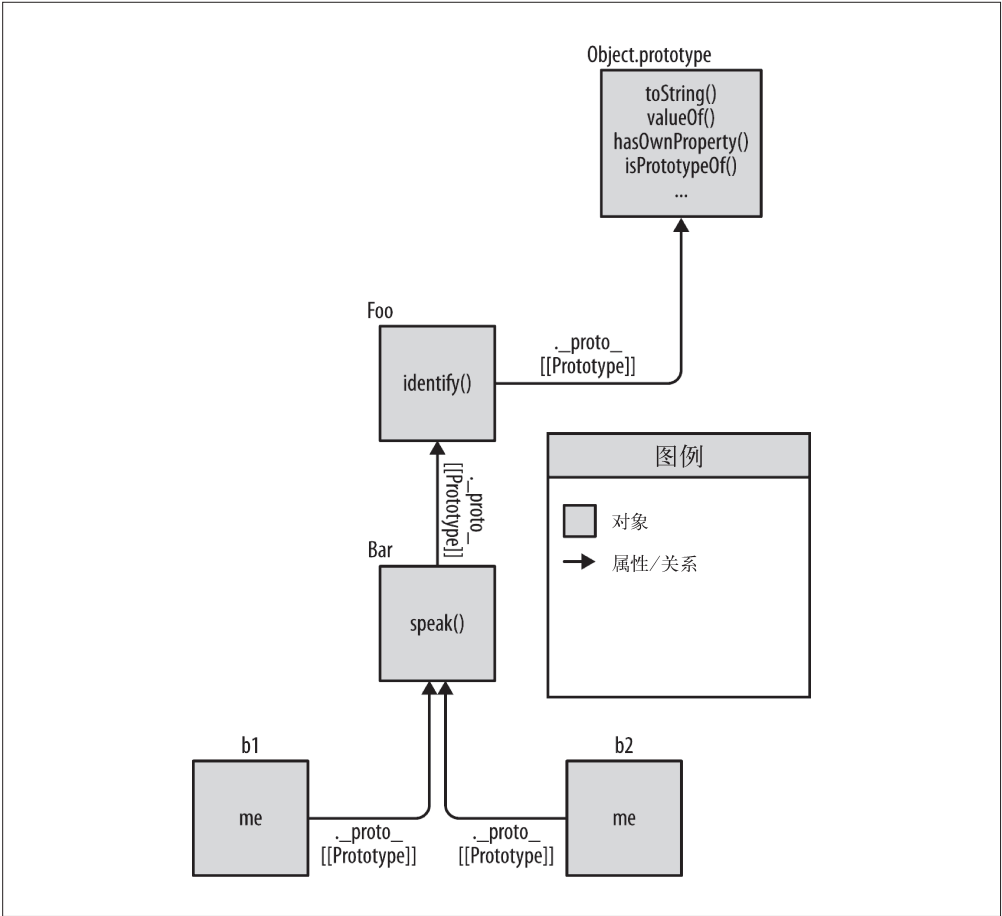 Object.prototype
toString()
valueOf()
hasOwnProperty()
isPrototypeOf()
...
Foo
identify()
._proto_
[[Prototype]]
._proto_
[[Prototype]]
图例
对象
属性/关系
Bar
speak()
b1
me
._proto_
[[Prototype]]
b2
me
._proto_
[[Prototype]]